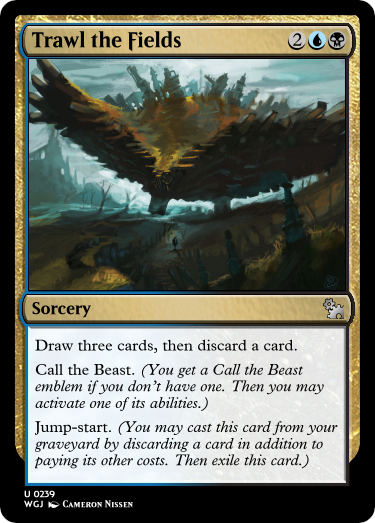 Trawl the Fields 2
Sorcery
Draw three cards, then discard a card.
Call the Beast. (You get a Call the Beast
emblem if you don't have one. Then you may
activate one of its abilities.)
Jump-start. (You may cast this card from your
graveyard by discarding a card in addition to
paying its other costs. Then exile this card.)
U 0239
WGJ Cameron Nissen